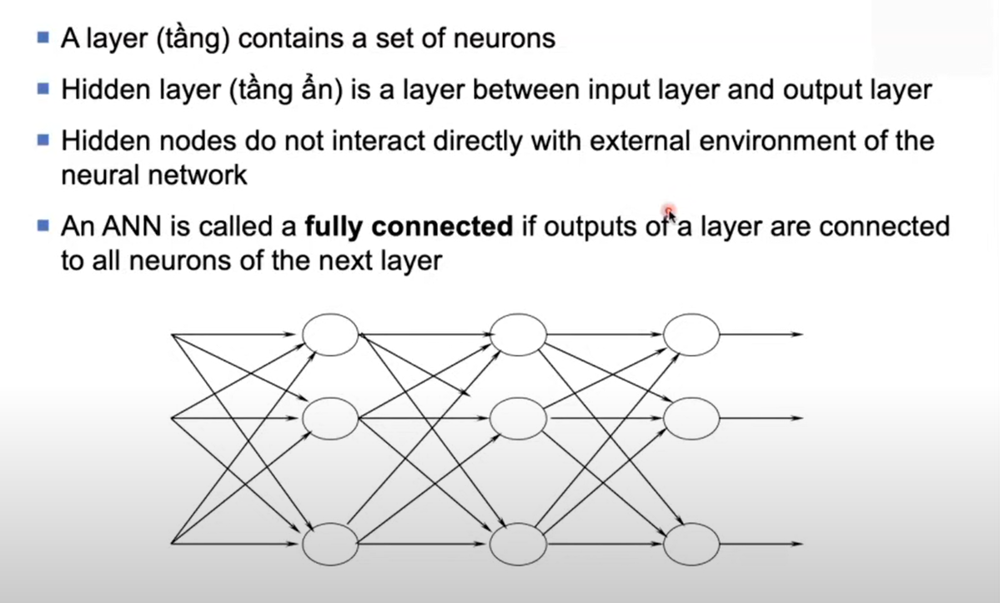 A layer (tầng) contains a set of neurons
Hidden layer (tầng ẩn) is a layer between input layer and output layer
Hidden nodes do not interact directly with external environment of the
neural network
An ANN is called a fully connected if outputs of a layer are connected
to all neurons of the next layer